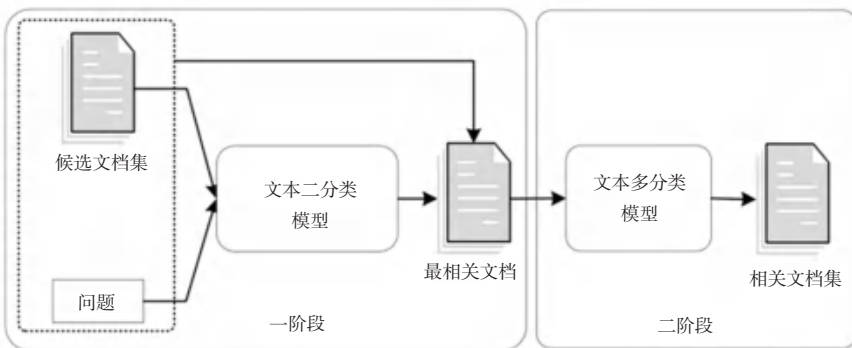 候选文档集
问题
文本二分类
模型
最相关文档
一阶段
文本多分类
模型
相关文档集
二阶段